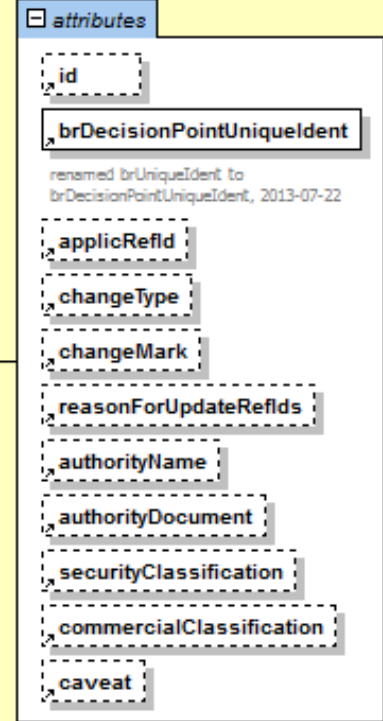 attributes
id
brDecisionPointUniqueIdent
renamed brUniqueIdent to
brDecisionPointUniqueIdent, 2013-07-22
applicRefId
changeType
changeMark
reasonForUpdateRefIds
authorityName
authorityDocument
securityClassification
commercialClassification
caveat